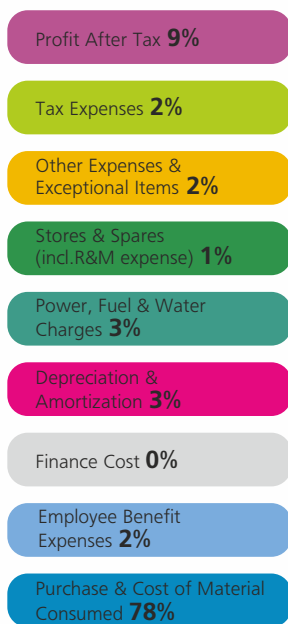 Profit After Tax 9%
Tax Expenses 2%
Other Expenses &
Exceptional Items 2%
Stores & Spares
(incl.R&M expense) 1%
Power, Fuel & Water
Charges 3%
Depreciation &
Amortization 3%
Finance Cost 0%
Employee Benefit
Expenses 2%
Purchase & Cost of Material
Consumed 78%